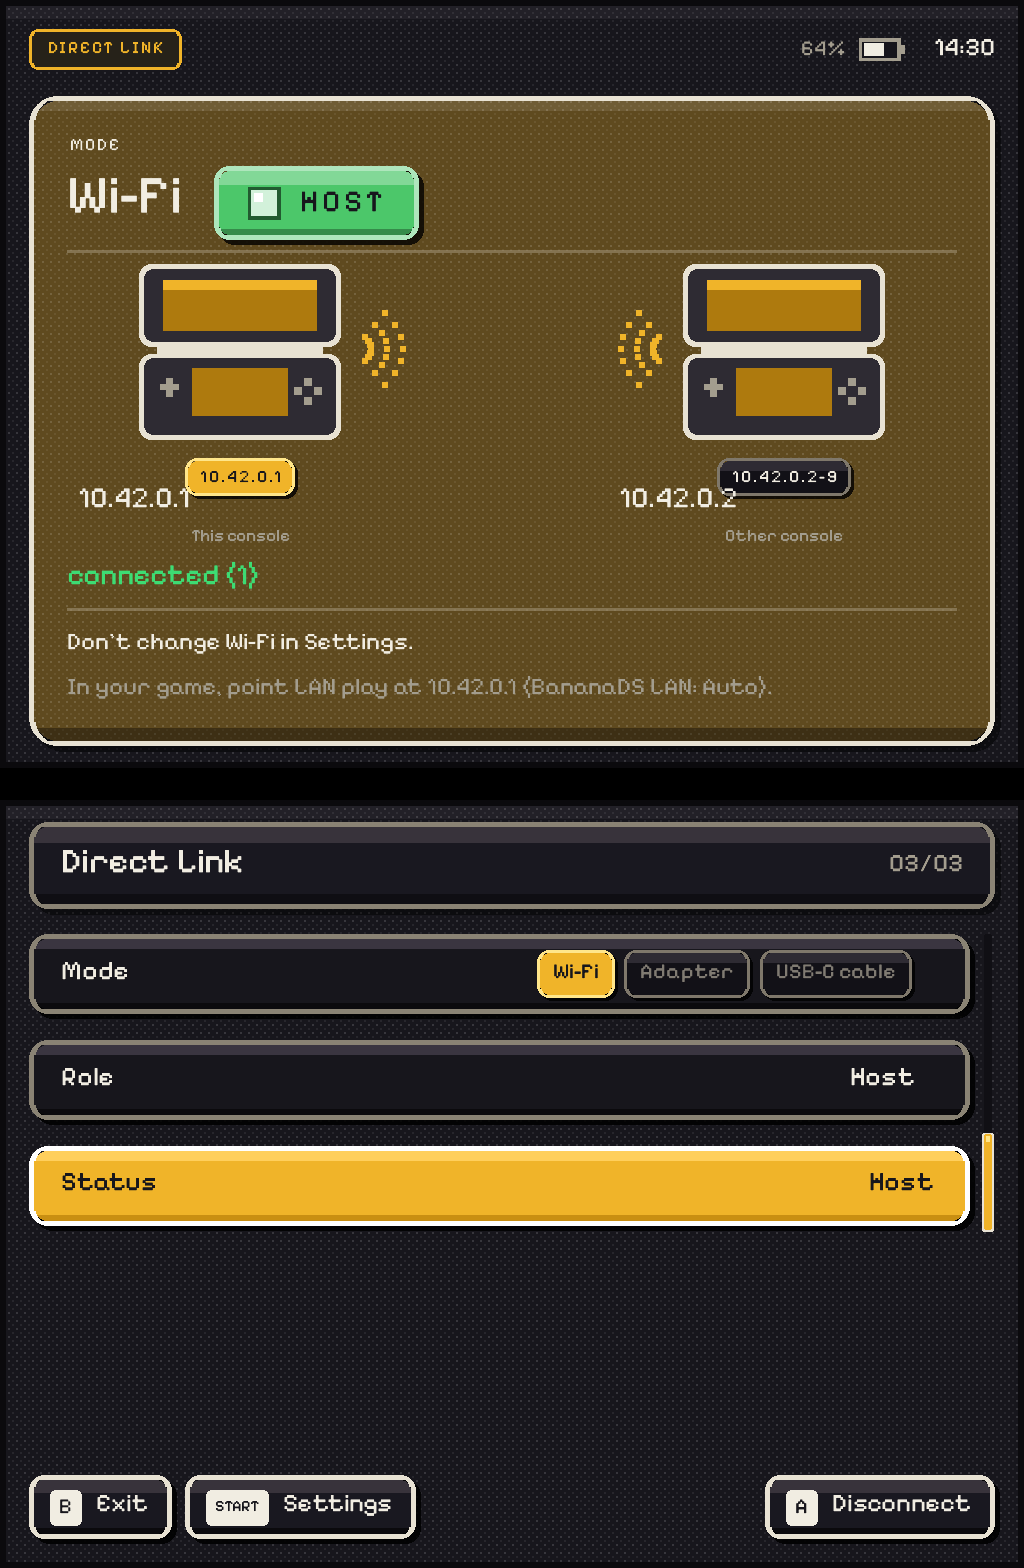 DIRECT LINK
64% 14:30
MODE
Wi-Fi HOST
10.42.0.1 10.42.0.2-9
10.42.0.1 10.42.0.2
This console Other console
connected (1)
Don't change Wi-Fi in Settings.
In your game, point LAN play at 10.42.0.1 (BananaDS LAN: Auto).
Direct Link 03/03
Mode Wi-Fi Adapter USB-C cable
Role Host
Status Host
B Exit START Settings A Disconnect